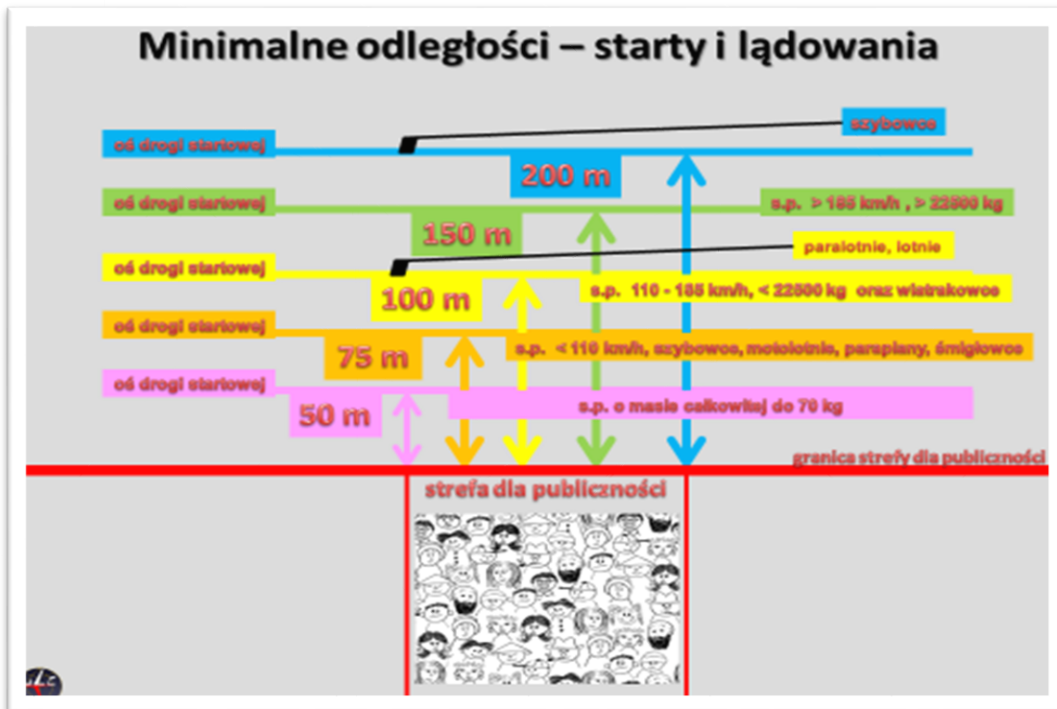 Minimalne odległości – starty i lądowania
szybowce
oś drogi startowej
200 m
oś drogi startowej
s.p. > 185 km/h , > 22500 kg
150 m
paralotnie, lotnie
oś drogi startowej
100 m
s.p. 110 - 185 km/h, < 22500 kg oraz wiatrakowce
oś drogi startowej
75 m
s.p. < 110 km/h, szybowce, motolotnie, paraplany, śmigłowce
oś drogi startowej
50 m
s.p. o masie całkowitej do 70 kg
granica strefy dla publiczności
strefa dla publiczności